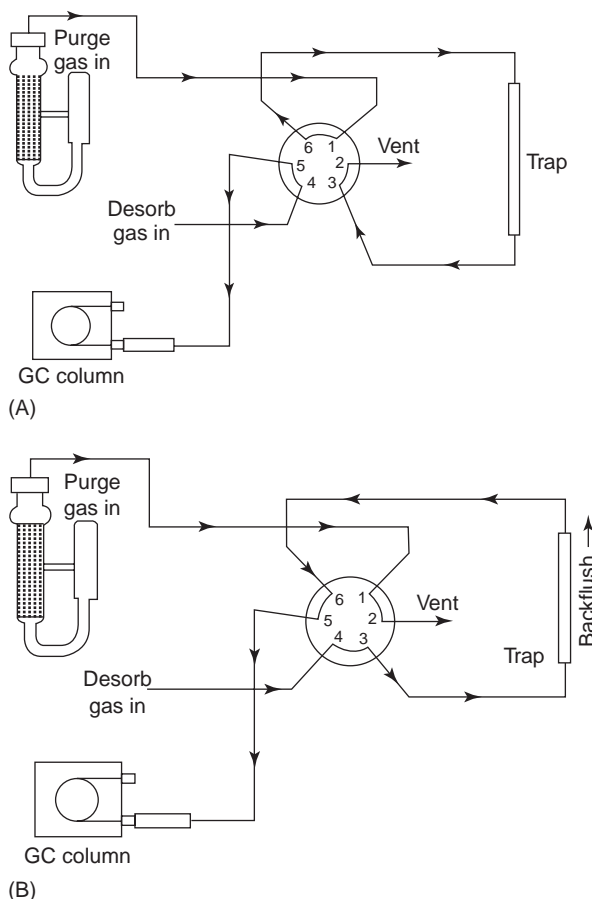 Purge
gas in
6 1
5 2
4 3
Vent
Trap
Desorb
gas in
GC column
(A)
Purge
gas in
6 1
5 2
4 3
Vent
Backflush
Trap
Desorb
gas in
GC column
(B)